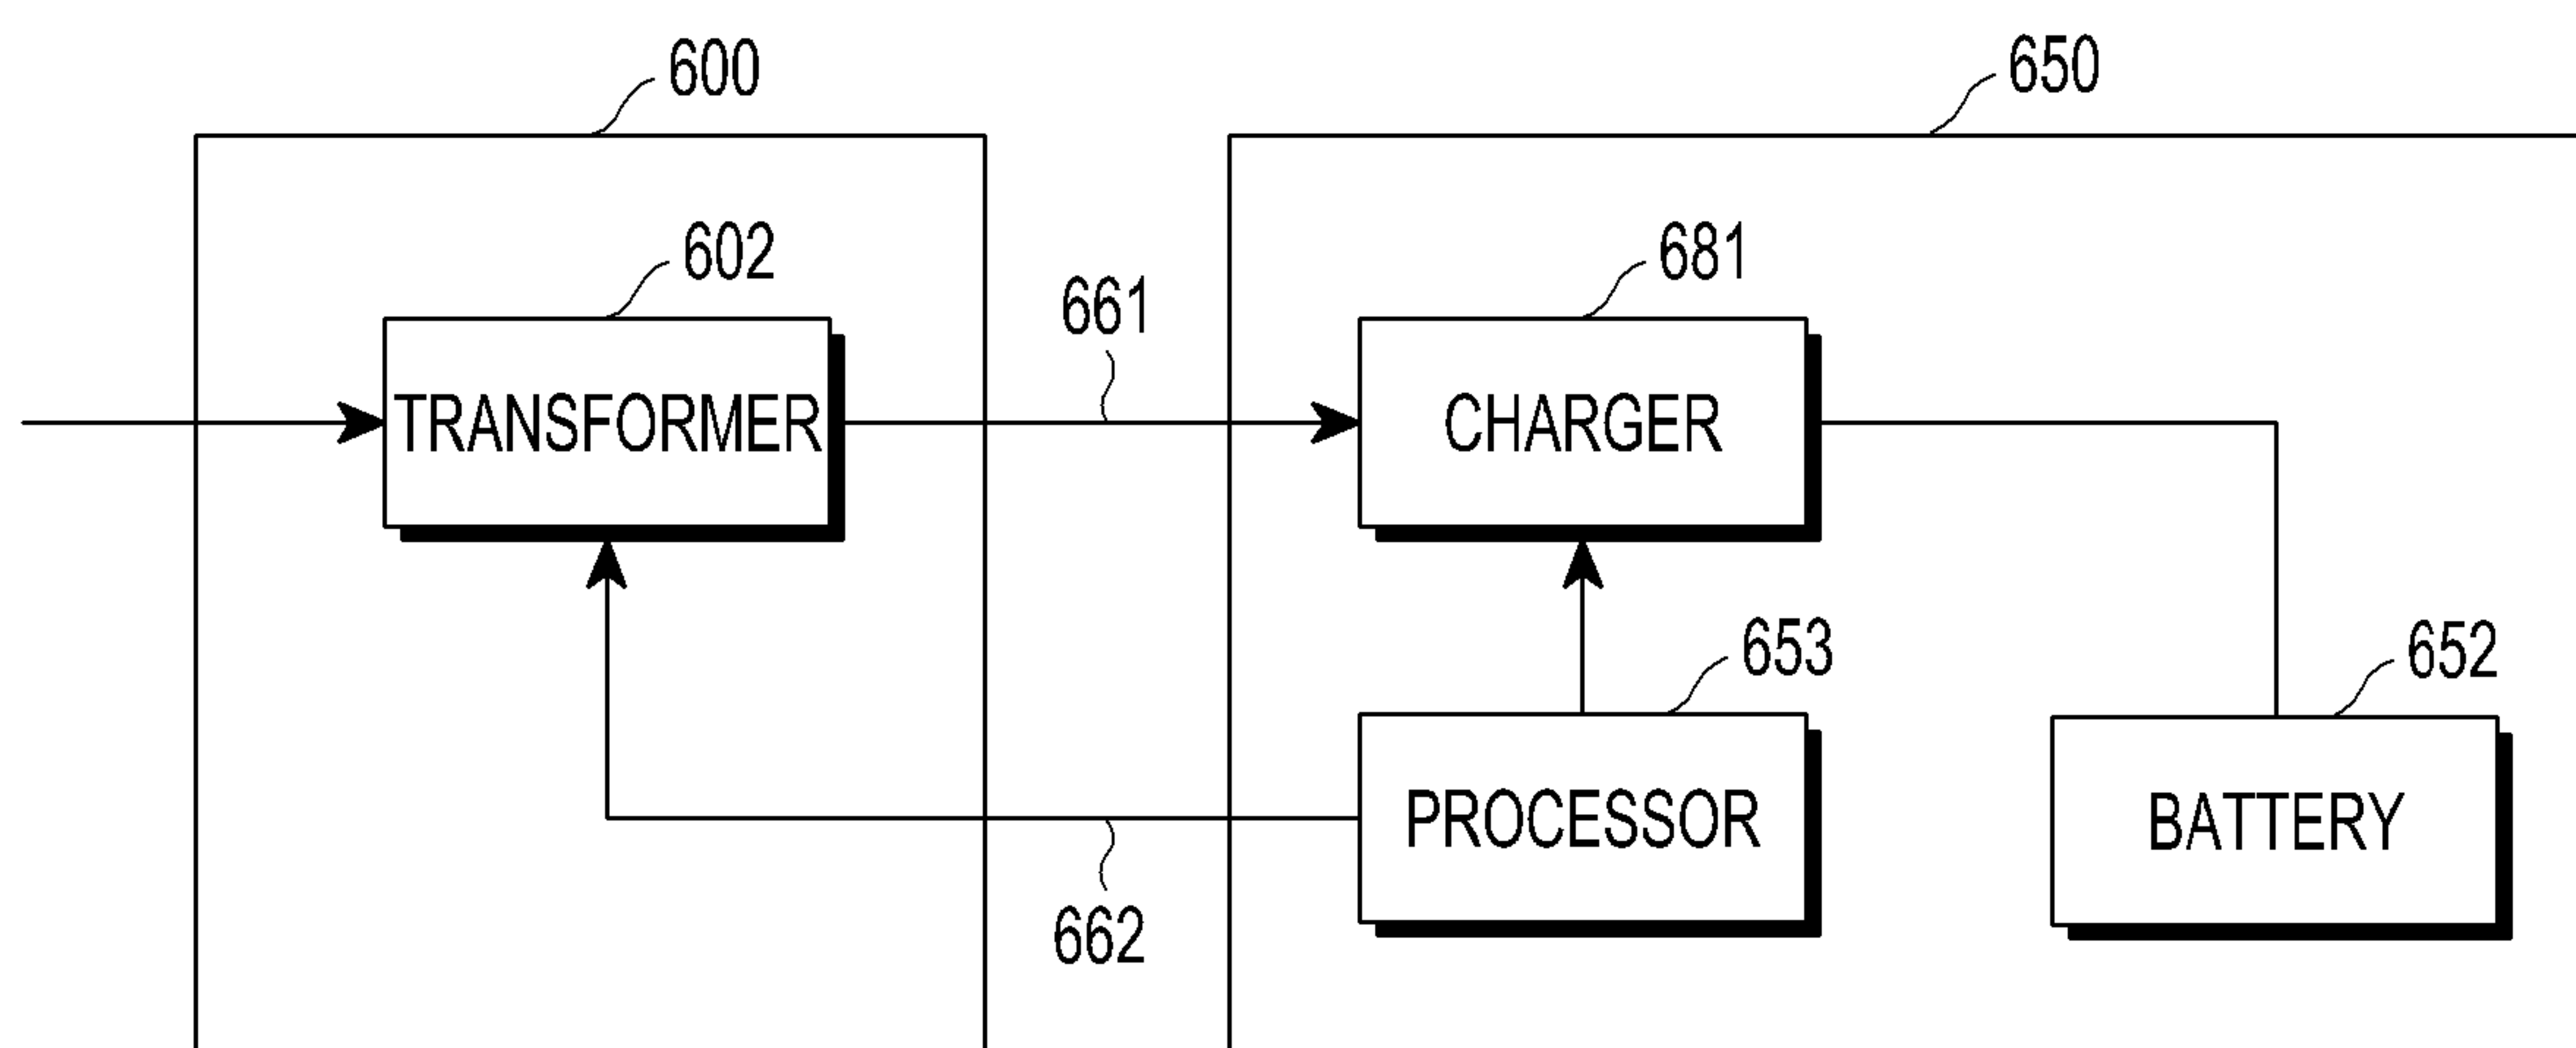 600
650
602
681
661
TRANSFORMER
CHARGER
653
652
PROCESSOR
BATTERY
662